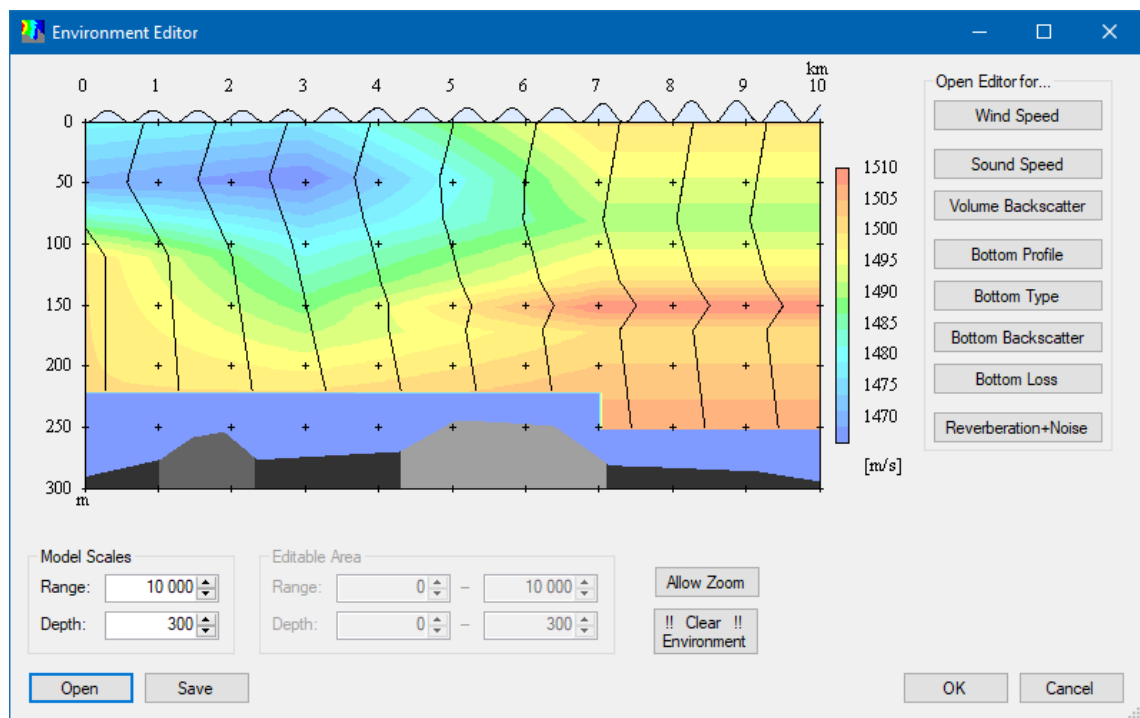 Environment Editor
km
0 1 2 3 4 5 6 7 8 9 10
0
50
100
150
200
250
300
m
1510
1505
1500
1495
1490
1485
1480
1475
1470
[m/s]
Open Editor for...
Wind Speed
Sound Speed
Volume Backscatter
Bottom Profile
Bottom Type
Bottom Backscatter
Bottom Loss
Reverberation+Noise
Model Scales
Range: 10 000
Depth: 300
Editable Area
Range: 0 – 10 000
Depth: 0 – 300
Allow Zoom
!! Clear !!
Environment
Open Save
OK Cancel